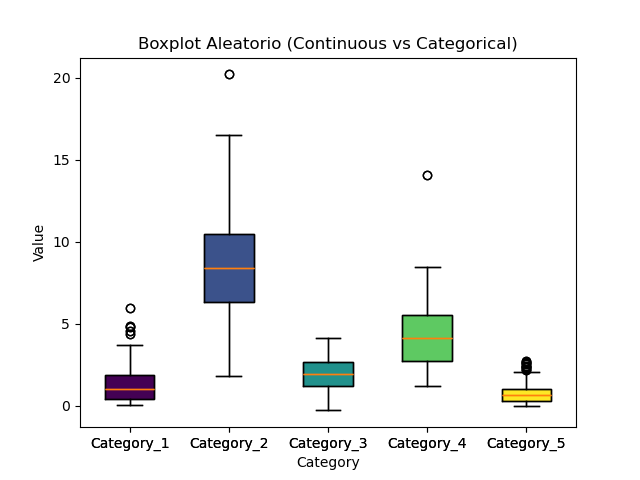 Boxplot Aleatorio (Continuous vs Categorical)
20
15
10
5
0
Value
Category_1 Category_2 Category_3 Category_4 Category_5
Category